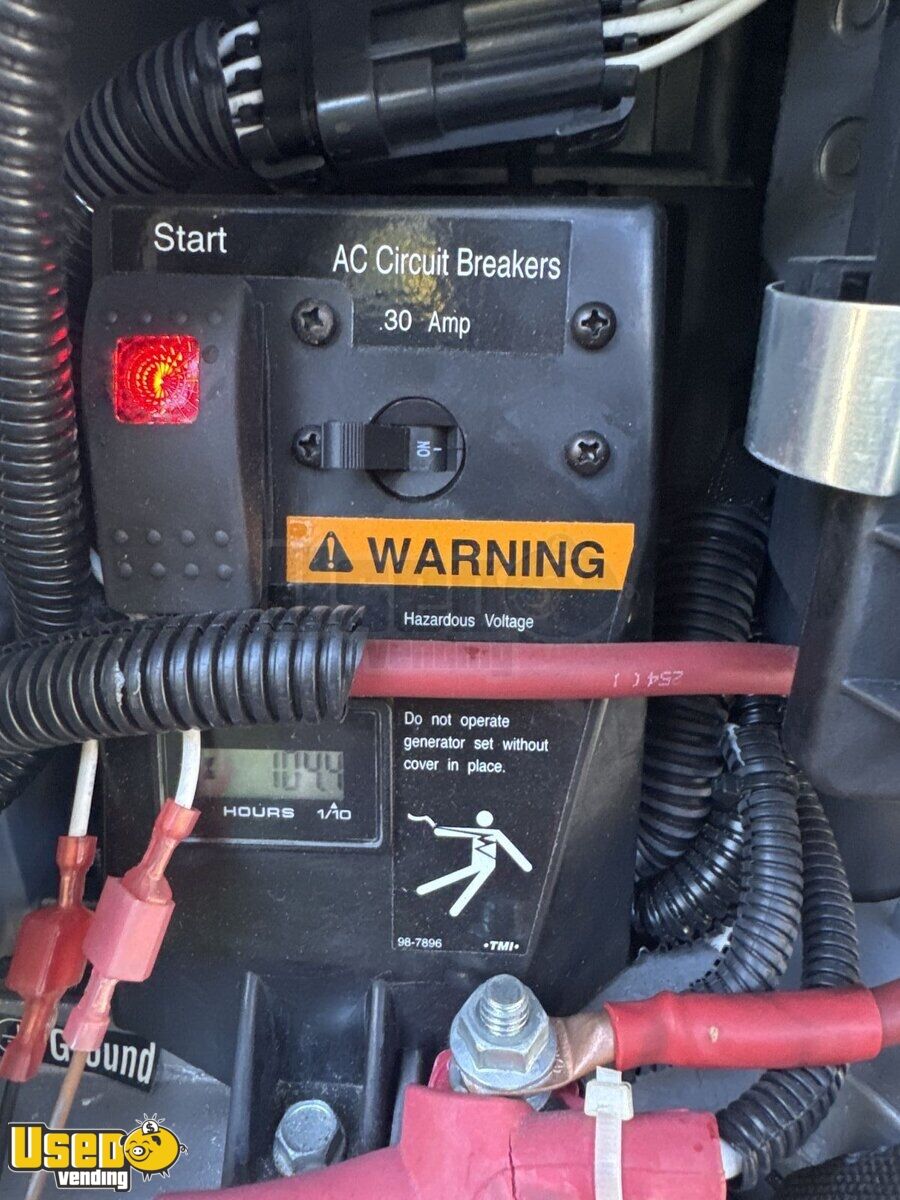 Start
AC Circuit Breakers
30 Amp
ON
WARNING
Hazardous Voltage
Do not operate
generator set without
cover in place.
1044
HOURS 1/10
98-7896 •TMI•
Ground
USED
vending